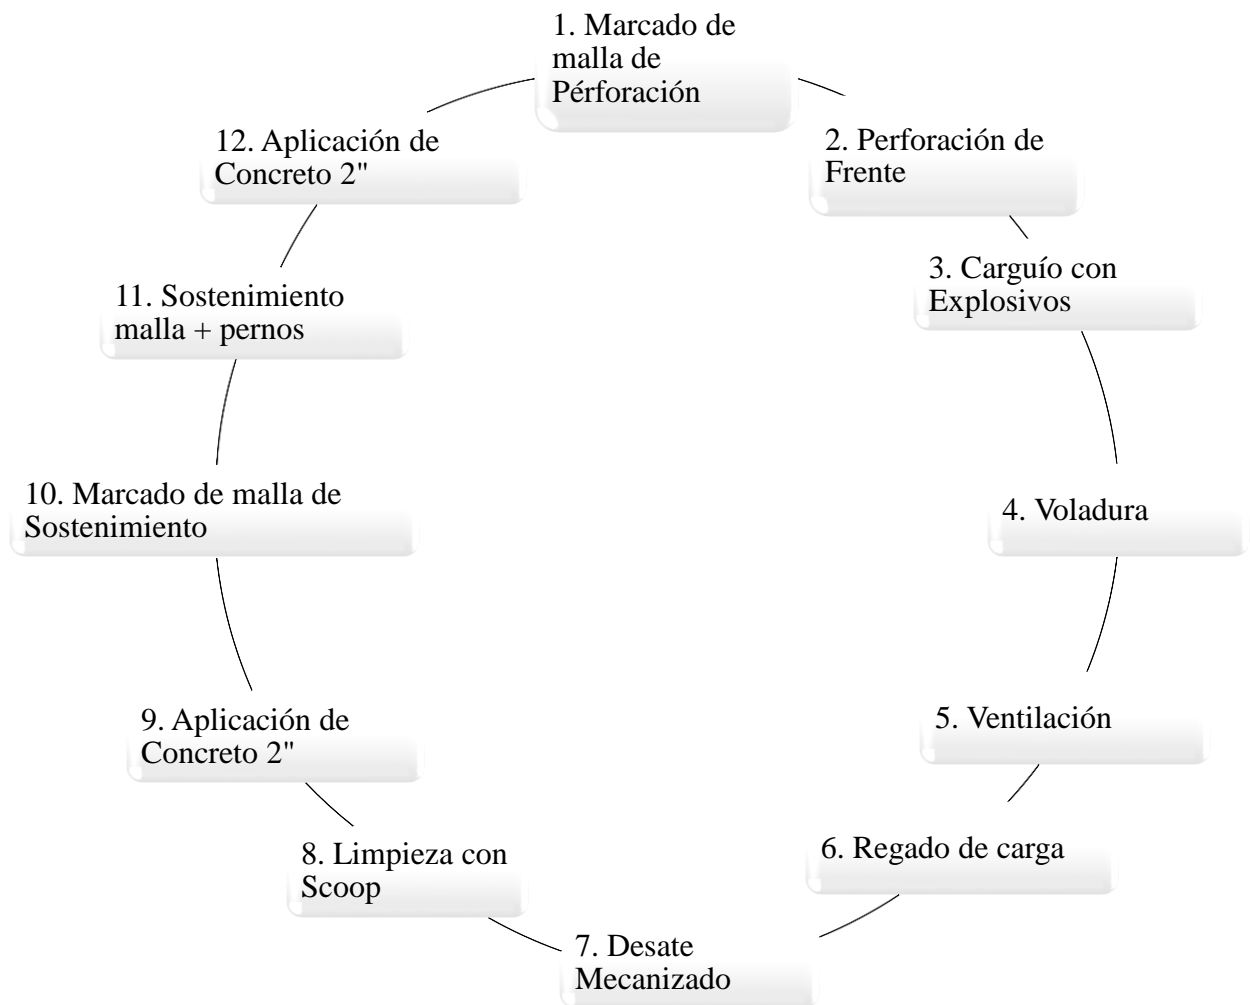 1. Marcado de
malla de
Pérforación
2. Perforación de
Frente
3. Carguío con
Explosivos
4. Voladura
5. Ventilación
6. Regado de carga
7. Desate
Mecanizado
8. Limpieza con
Scoop
9. Aplicación de
Concreto 2"
10. Marcado de malla de
Sostenimiento
11. Sostenimiento
malla + pernos
12. Aplicación de
Concreto 2"